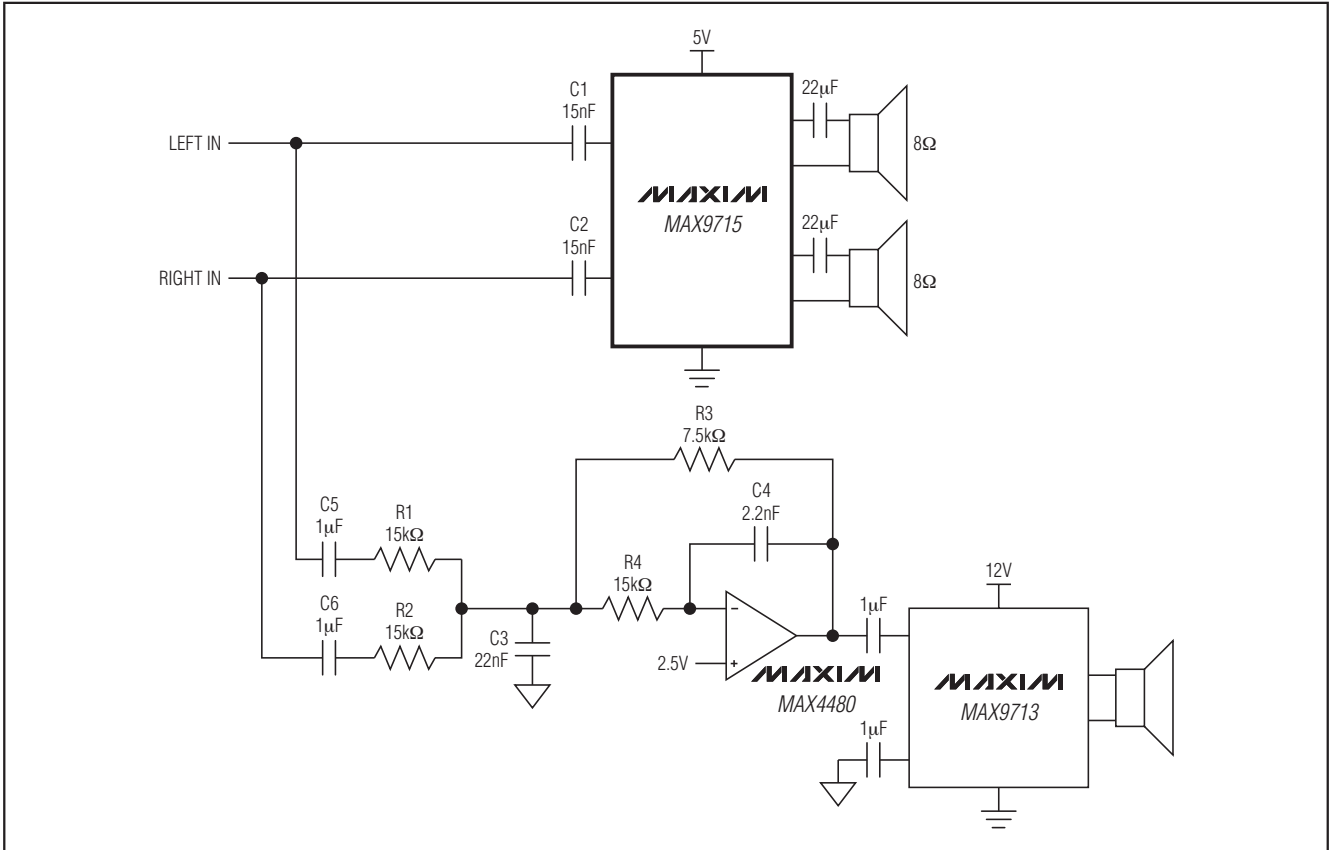 5V
C1
15nF
22µF
LEFT IN
8Ω
MAXIM
MAX9715
C2
15nF
22µF
RIGHT IN
8Ω
R3
7.5kΩ
C4
2.2nF
C5
1µF
R1
15kΩ
R4
15kΩ
C6
1µF
R2
15kΩ
C3
22nF
−
2.5V
+
MAXIM
MAX4480
1µF
12V
MAXIM
MAX9713
1µF